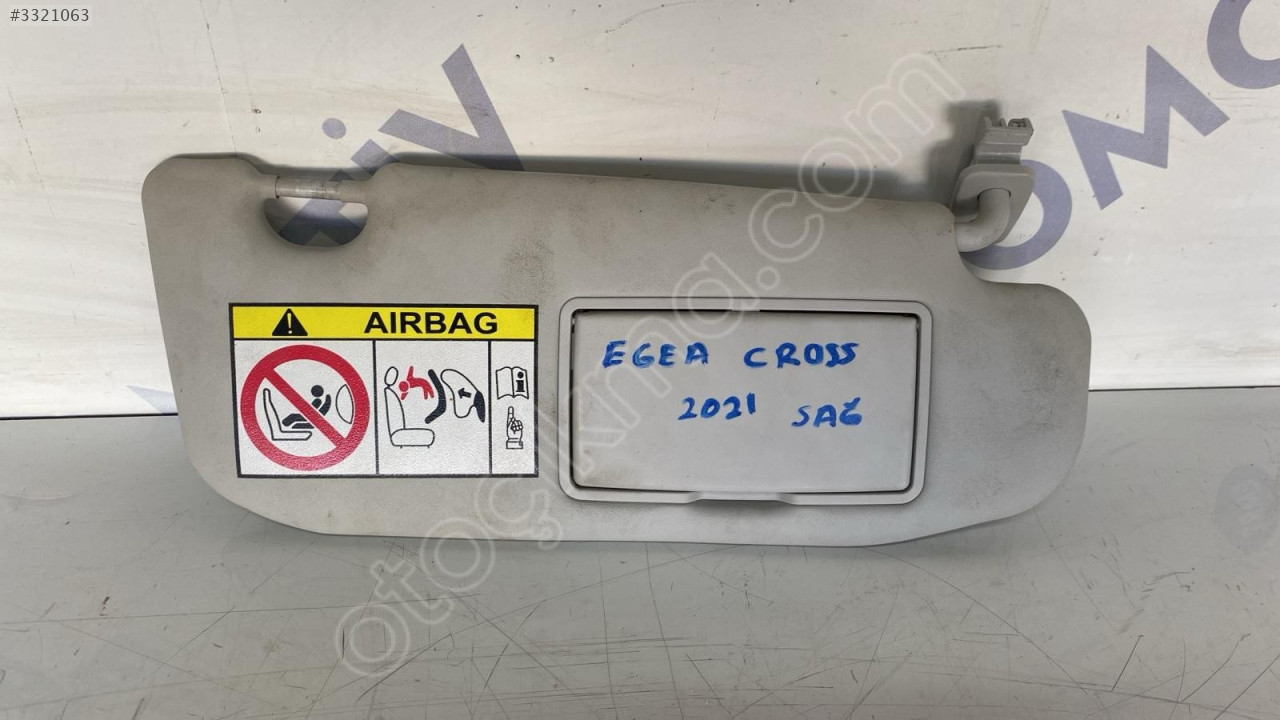 #3321063
AIRBAG
EGEA CROSS
2021 SAĞ
otoçıkma.com